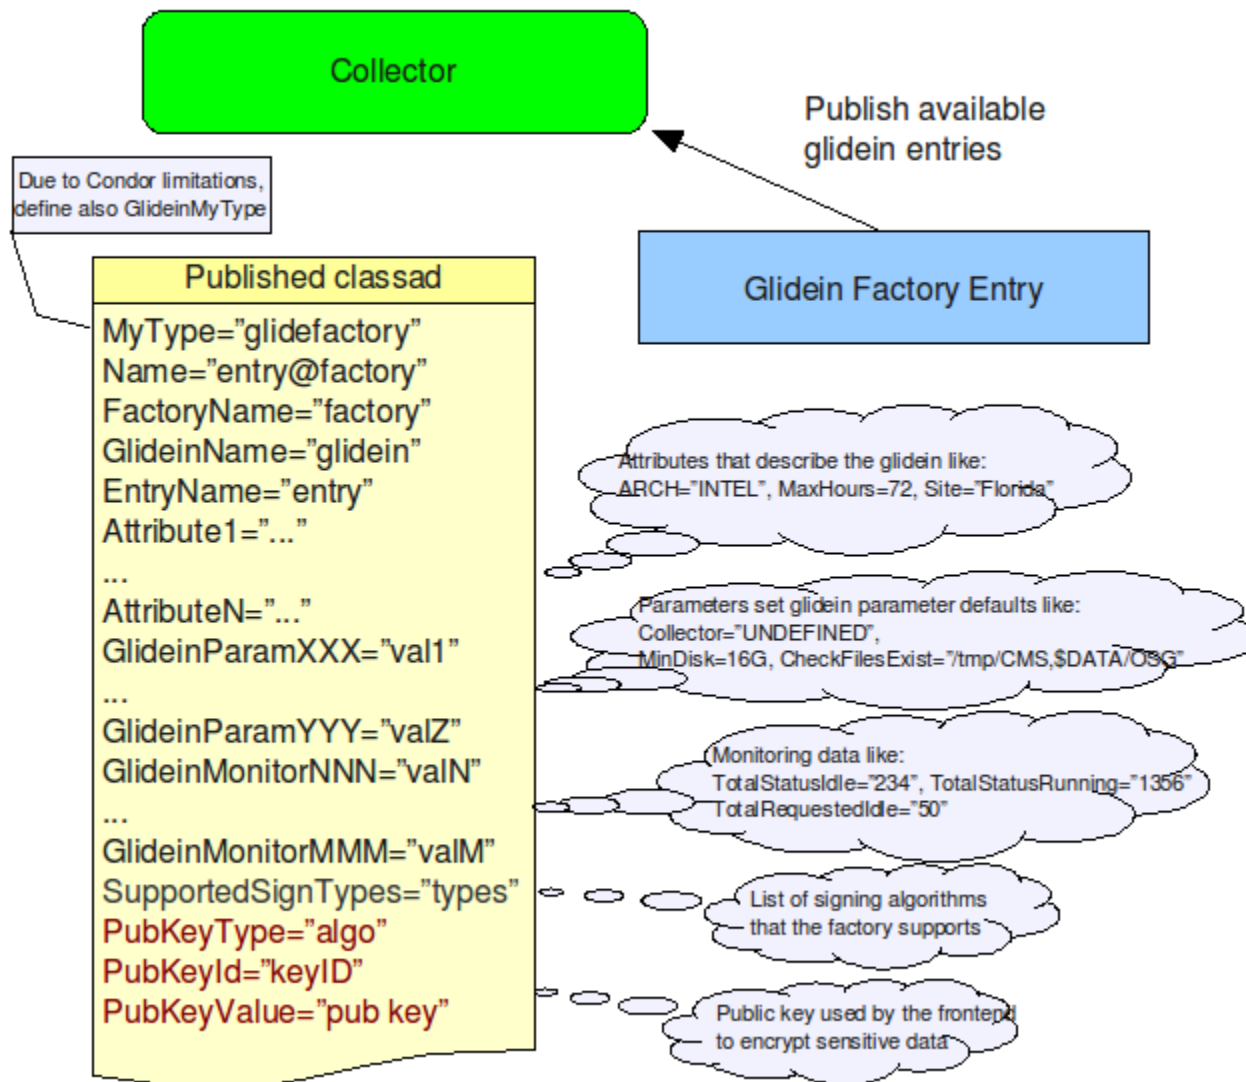 Collector
Publish available
glidein entries
Due to Condor limitations,
define also GlideinMyType
Glidein Factory Entry
Published classad
MyType=”glidefactory”
Name=”entry@factory”
FactoryName=”factory”
GlideinName=”glidein”
EntryName=”entry”
Attribute1=”...”
...
AttributeN=”...”
GlideinParamXXX=”val1”
...
GlideinParamYYY=”valZ”
GlideinMonitorNNN=”valN”
...
GlideinMonitorMMM=”valM”
SupportedSignTypes=”types”
PubKeyType=”algo”
PubKeyId=”keyID”
PubKeyValue=”pub key”
Attributes that describe the glidein like:
ARCH=”INTEL”, MaxHours=72, Site=”Florida”
Parameters set glidein parameter defaults like:
Collector=”UNDEFINED”,
MinDisk=16G, CheckFilesExist=”/tmp/CMS,$DATA/OSG”
Monitoring data like:
TotalStatusIdle=”234”, TotalStatusRunning=”1356”
TotalRequestedIdle=”50”
List of signing algorithms
that the factory supports
Public key used by the frontend
to encrypt sensitive data